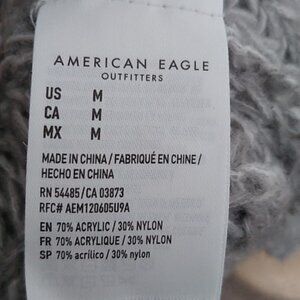 AMERICAN EAGLE
OUTFITTERS
US M
CA M
MX M
MADE IN CHINA / FABRIQUÉ EN CHINE /
HECHO EN CHINA
RN 54485/CA 03873
RFC# AEM120605U9A
EN 70% ACRYLIC / 30% NYLON
FR 70% ACRYLIQUE / 30% NYLON
SP 70% acrílico / 30% nylon